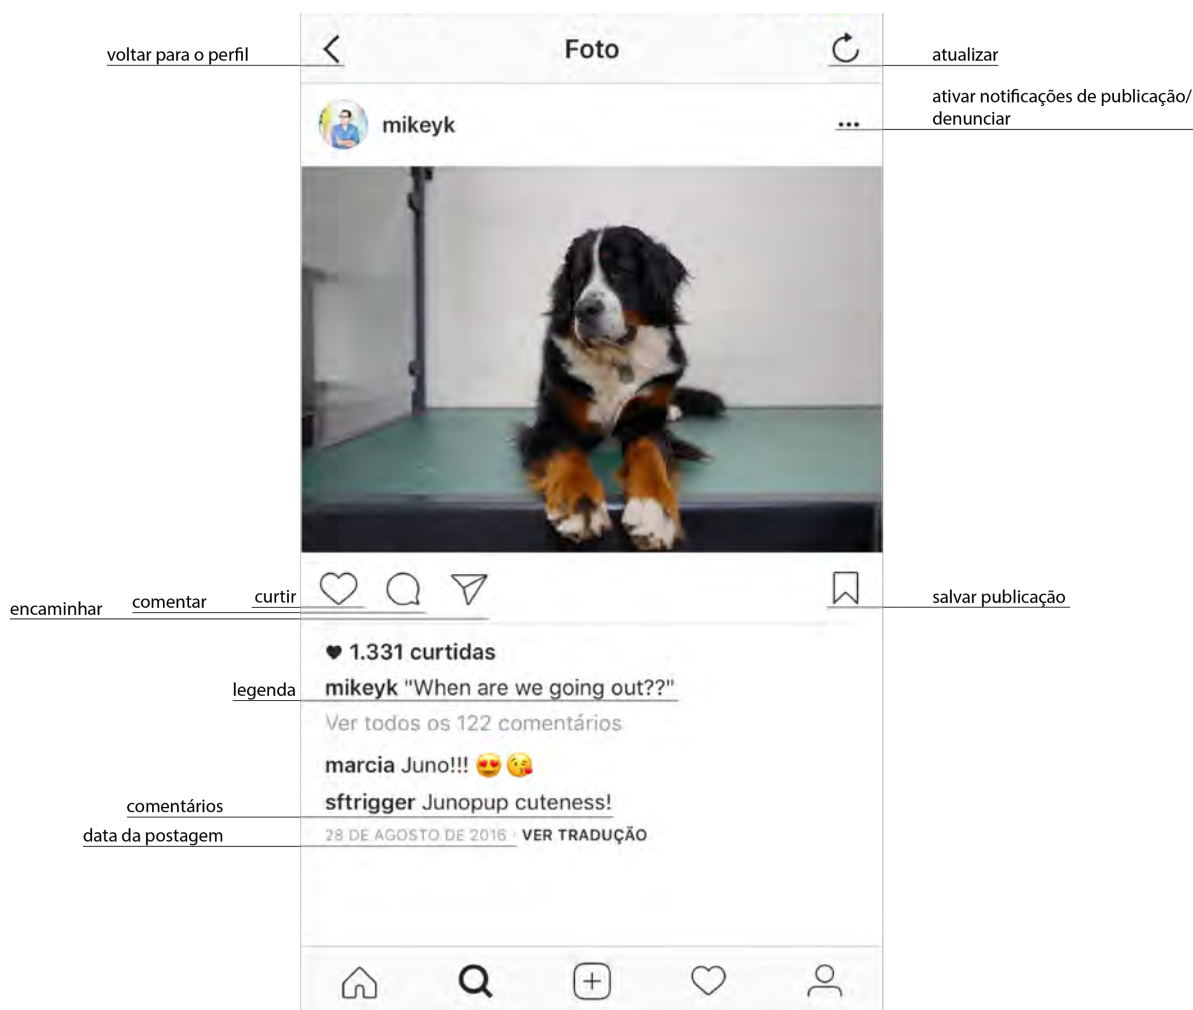 voltar para o perfil
Foto
atualizar
ativar notificações de publicação/
denunciar
mikeyk
•••
curtir
comentar
encaminhar
salvar publicação
1.331 curtidas
legenda
mikeyk "When are we going out??"
Ver todos os 122 comentários
marcia Juno!!! 😍😘
comentários
sftrigger Junopup cuteness!
data da postagem
28 DE AGOSTO DE 2016 · VER TRADUÇÃO